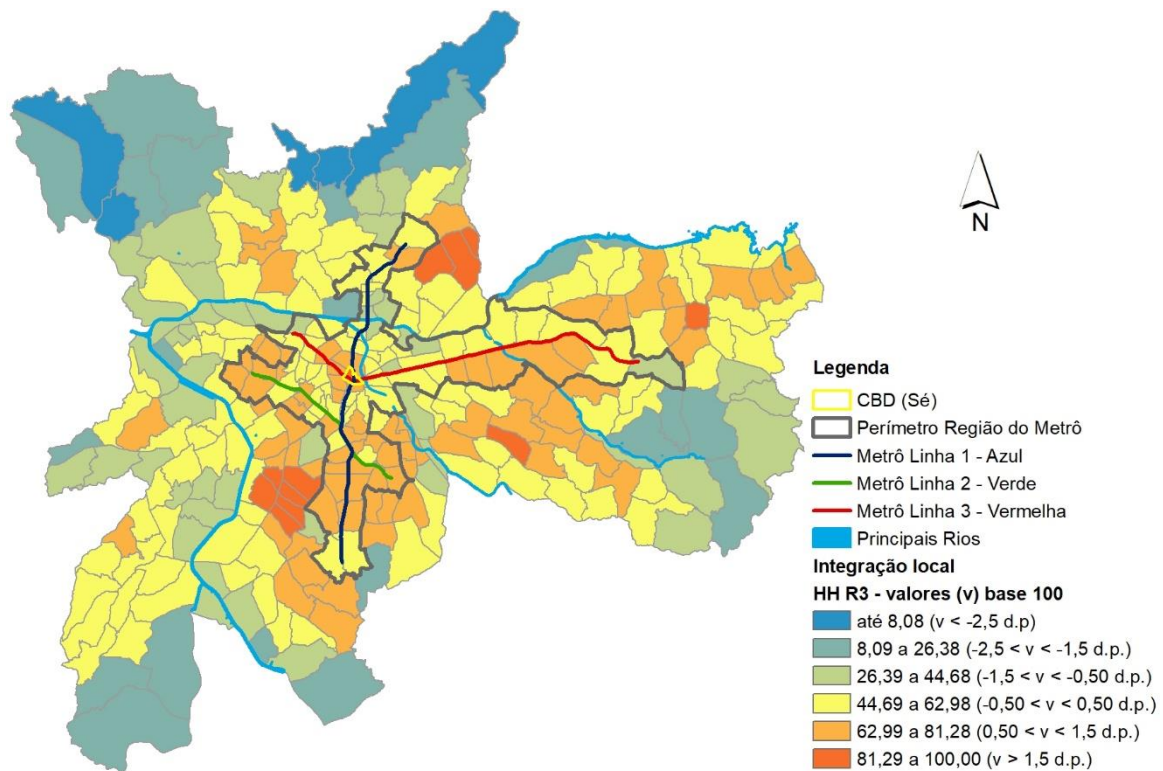 N
Legenda
CBD (Sé)
Perímetro Região do Metrô
Metrô Linha 1 - Azul
Metrô Linha 2 - Verde
Metrô Linha 3 - Vermelha
Principais Rios
Integração local
HH R3 - valores (v) base 100
até 8,08 (v < -2,5 d.p)
8,09 a 26,38 (-2,5 < v < -1,5 d.p.)
26,39 a 44,68 (-1,5 < v < -0,50 d.p.)
44,69 a 62,98 (-0,50 < v < 0,50 d.p.)
62,99 a 81,28 (0,50 < v < 1,5 d.p.)
81,29 a 100,00 (v > 1,5 d.p.)